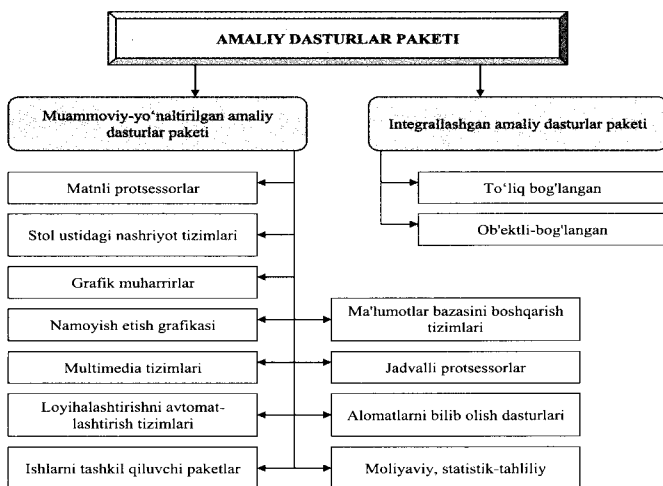 AMALIY DASTURLAR PAKETI
Muammoviy-yo‘naltirilgan amaliy
dasturlar paketi
Integrallashgan amaliy dasturlar paketi
Matnli protsessorlar
Stol ustidagi nashriyot tizimlari
Grafik muharrirlar
Namoyish etish grafikasi
Multimedia tizimlari
Loyihalashtirishni avtomat-
lashtirish tizimlari
Ishlarni tashkil qiluvchi paketlar
To‘liq bog'langan
Ob'ektli-bog'langan
Ma'lumotlar bazasini boshqarish
tizimlari
Jadvalli protsessorlar
Alomatlarni bilib olish dasturlari
Moliyaviy, statistik-tahliliy